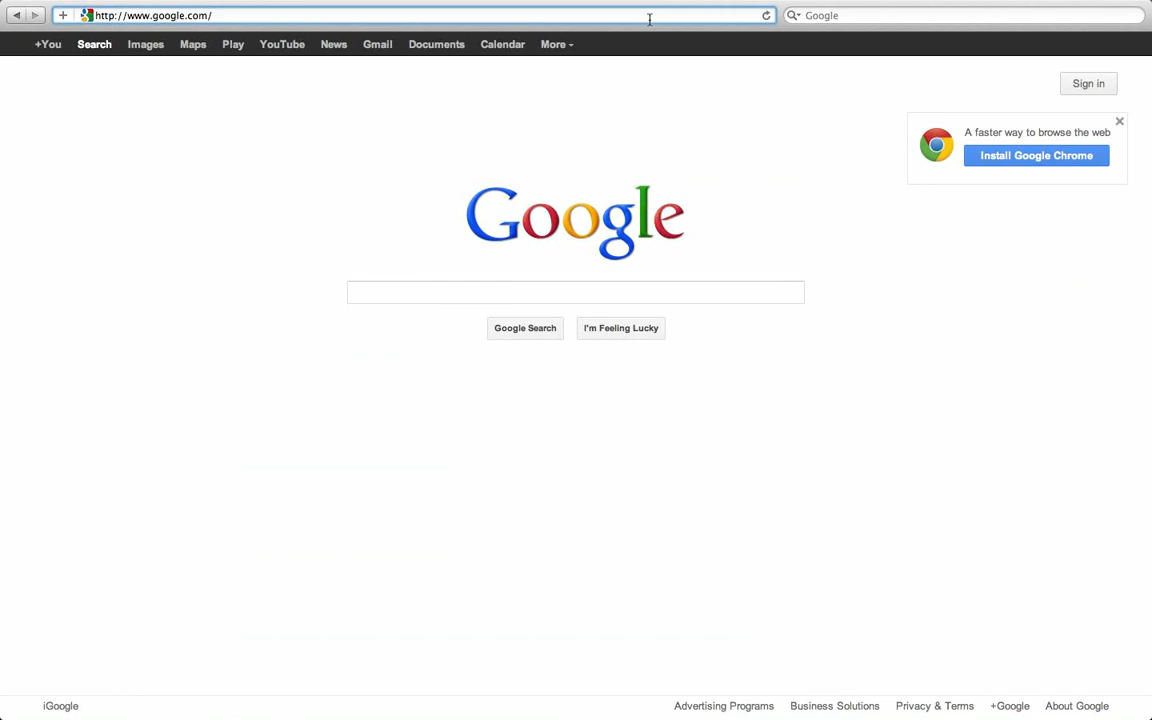 http://www.google.com/ Google
+You Search Images Maps Play YouTube News Gmail Documents Calendar More
Sign in
A faster way to browse the web
Install Google Chrome
Google
Google Search I'm Feeling Lucky
iGoogle Advertising Programs Business Solutions Privacy & Terms +Google About Google